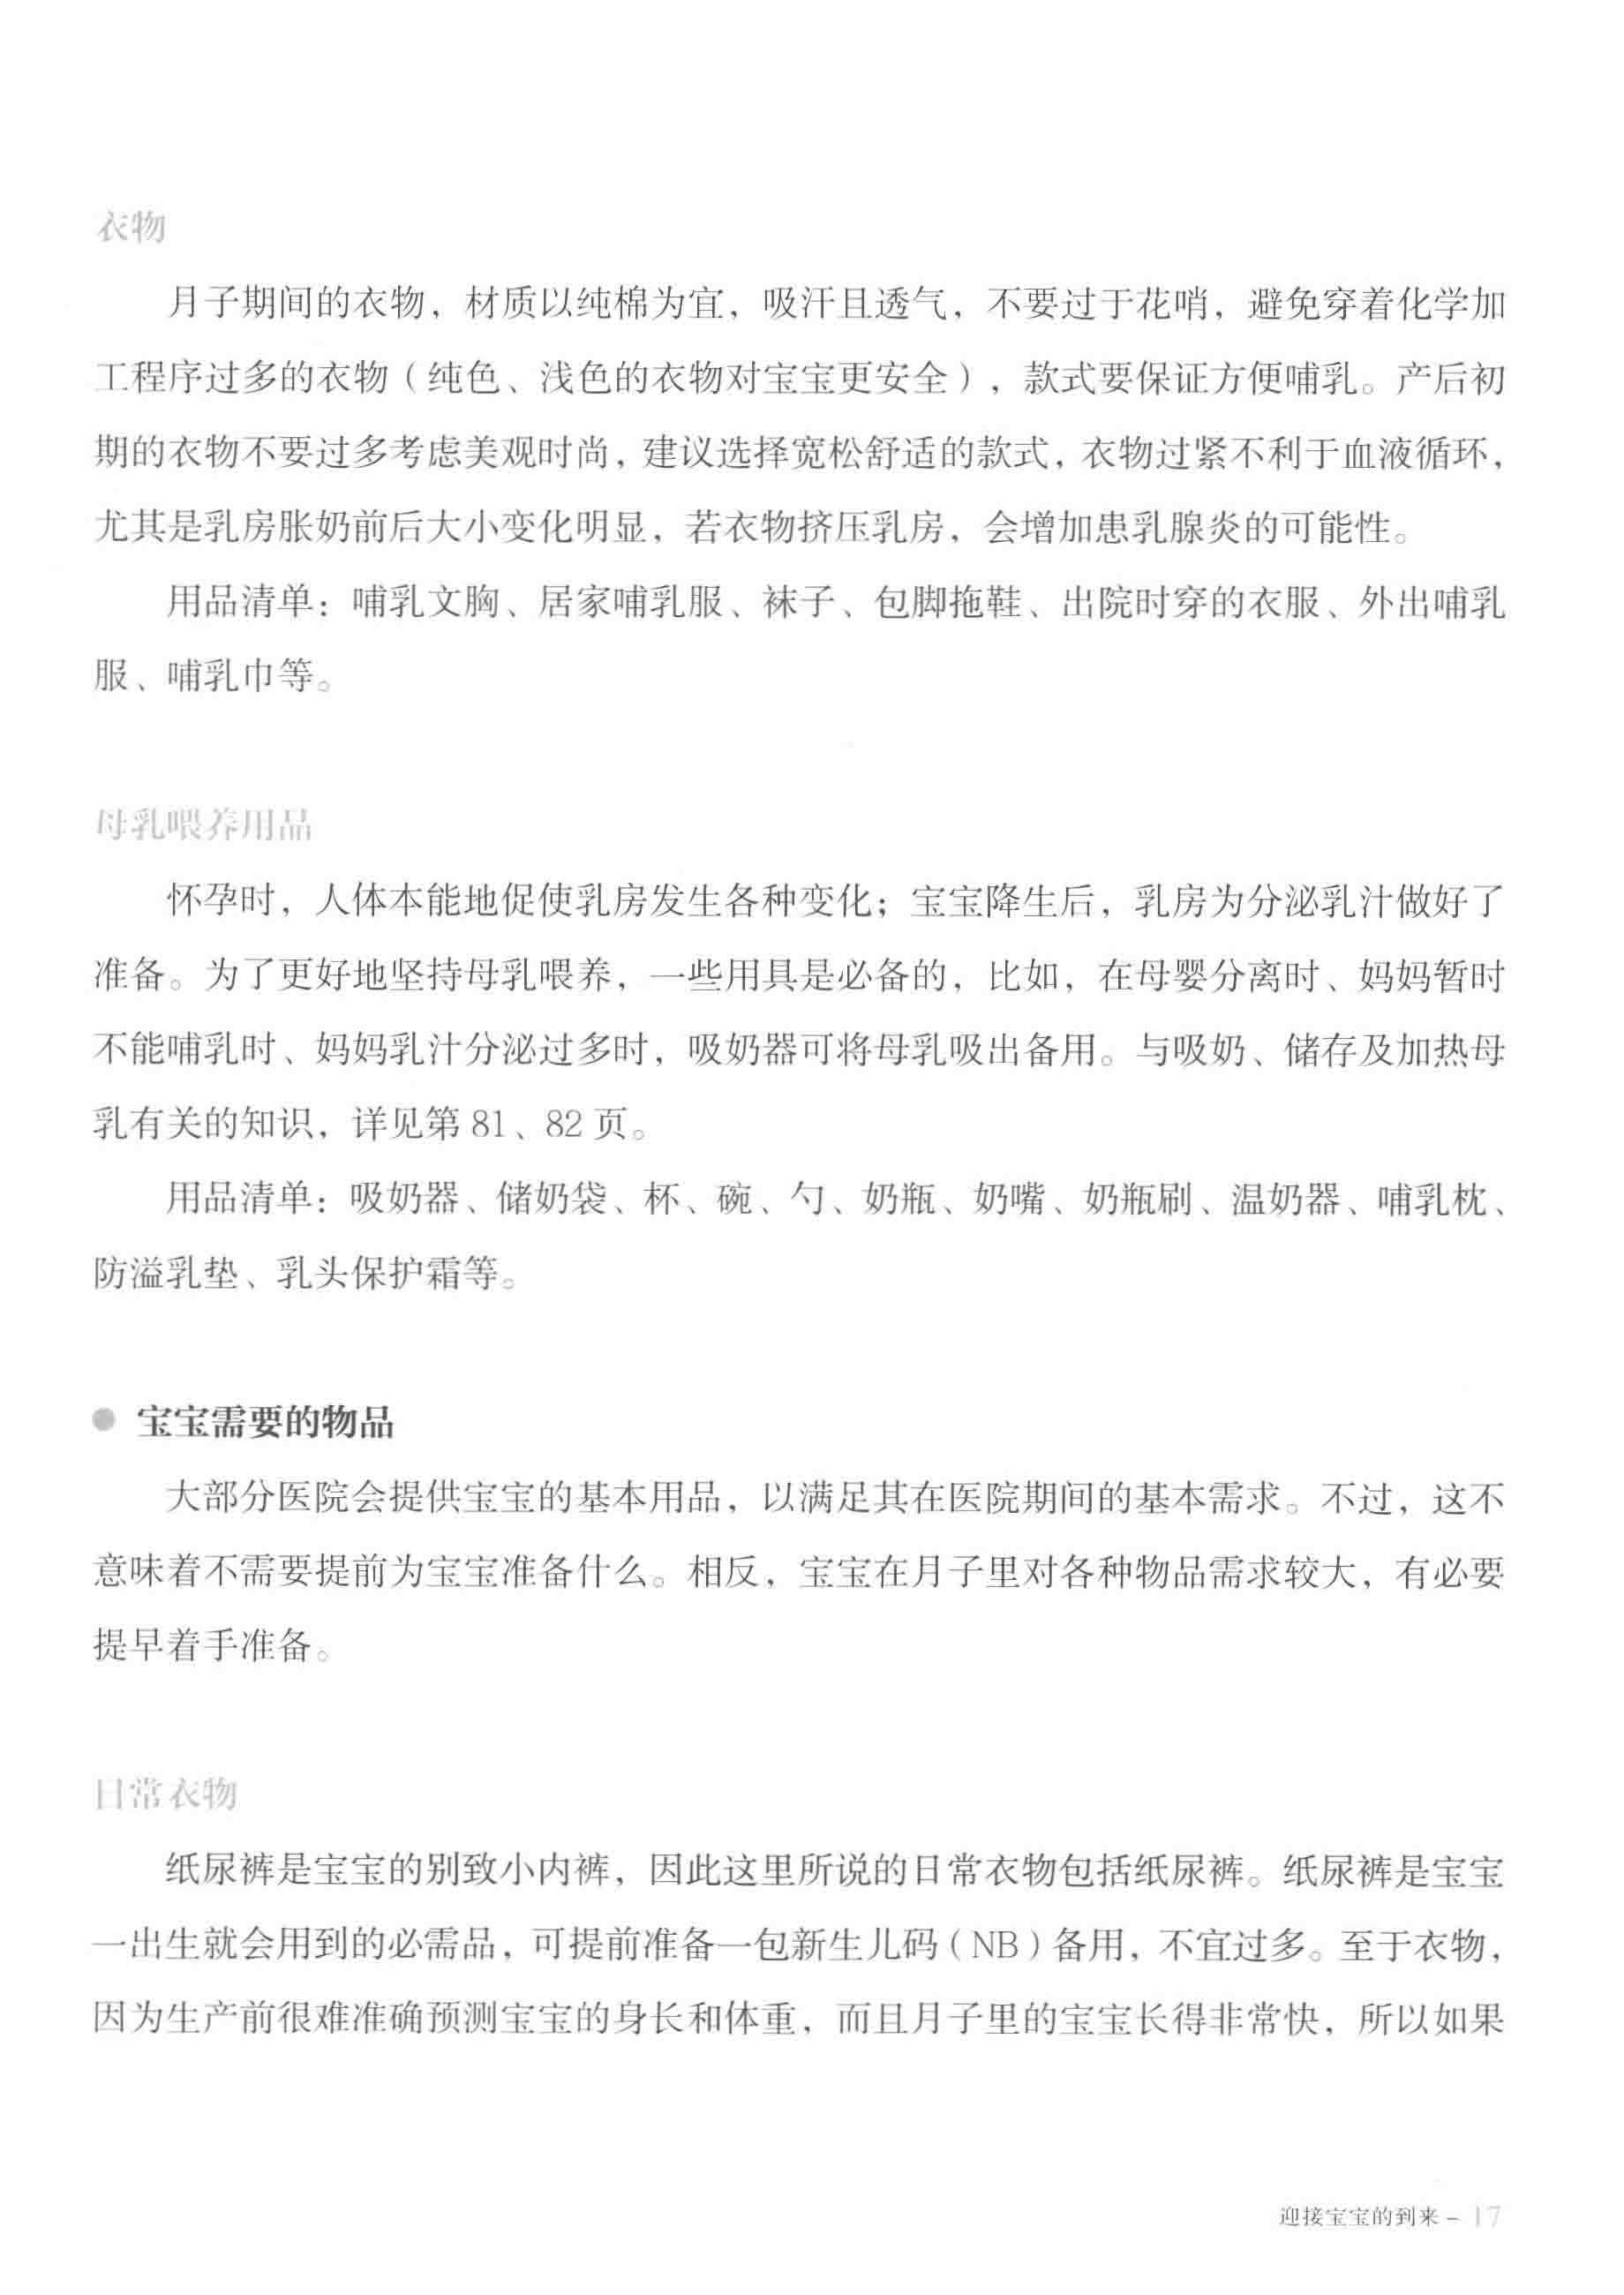 衣物
月子期间的衣物，材质以纯棉为宜，吸汗且透气，不要过于花哨，避免穿着化学加
工程序过多的衣物（纯色、浅色的衣物对宝宝更安全），款式要保证方便哺乳。产后初
期的衣物不要过多考虑美观时尚，建议选择宽松舒适的款式，衣物过紧不利于血液循环，
尤其是乳房胀奶前后大小变化明显，若衣物挤压乳房，会增加患乳腺炎的可能性。
用品清单：哺乳文胸、居家哺乳服、袜子、包脚拖鞋、出院时穿的衣服、外出哺乳
服、哺乳巾等。
母乳喂养用品
怀孕时，人体本能地促使乳房发生各种变化；宝宝降生后，乳房为分泌乳汁做好了
准备。为了更好地坚持母乳喂养，一些用具是必备的，比如，在母婴分离时、妈妈暂时
不能哺乳时、妈妈乳汁分泌过多时，吸奶器可将母乳吸出备用。与吸奶、储存及加热母
乳有关的知识，详见第 81、82 页。
用品清单：吸奶器、储奶袋、杯、碗、勺、奶瓶、奶嘴、奶瓶刷、温奶器、哺乳枕、
防溢乳垫、乳头保护霜等。
● 宝宝需要的物品
大部分医院会提供宝宝的基本用品，以满足其在医院期间的基本需求。不过，这不
意味着不需要提前为宝宝准备什么。相反，宝宝在月子里对各种物品需求较大，有必要
提早着手准备。
日常衣物
纸尿裤是宝宝的别致小内裤，因此这里所说的日常衣物包括纸尿裤。纸尿裤是宝宝
一出生就会用到的必需品，可提前准备一包新生儿码（NB）备用，不宜过多。至于衣物，
因为生产前很难准确预测宝宝的身长和体重，而且月子里的宝宝长得非常快，所以如果
迎接宝宝的到来 – 17